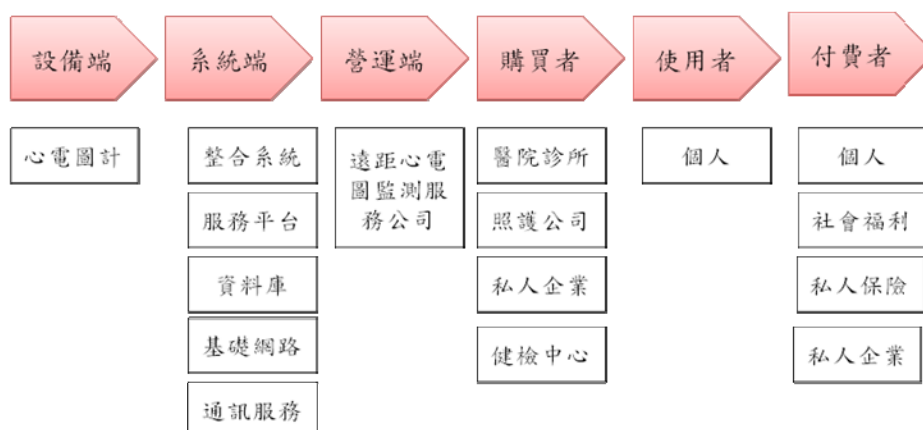 設備端
系統端
營運端
購買者
使用者
付費者
心電圖計
整合系統
服務平台
資料庫
基礎網路
通訊服務
遠距心電
圖監測服
務公司
醫院診所
照護公司
私人企業
健檢中心
個人
個人
社會福利
私人保險
私人企業